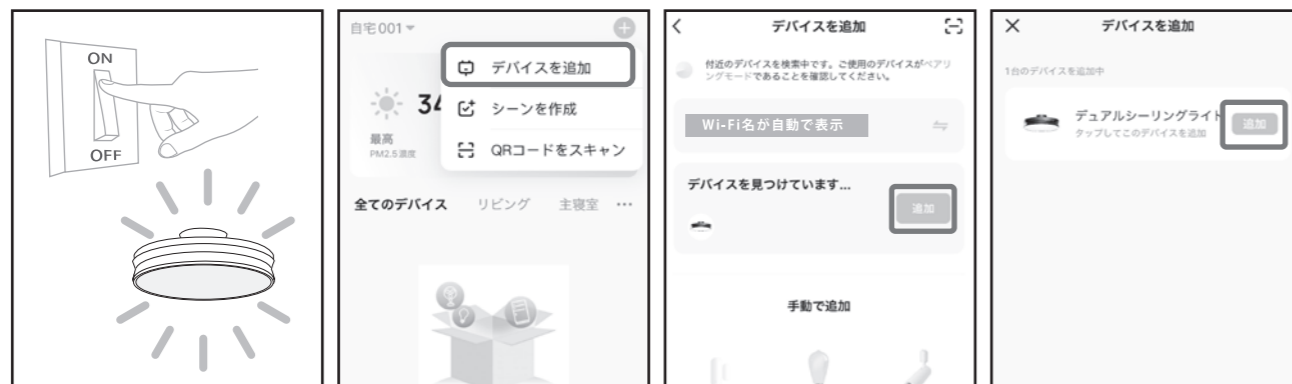 ON
OFF
自宅001
34
最高
PM2.5濃度
デバイスを追加
シーンを作成
QRコードをスキャン
全てのデバイス リビング 主寝室 …
デバイスを追加
付近のデバイスを検索中です。ご使用のデバイスがペアリ
ングモードであることを確認してください。
Wi-Fi名が自動で表示
デバイスを見つけています...
追加
手動で追加
デバイスを追加
1台のデバイスを追加中
デュアルシーリングライト
タップしてこのデバイスを追加
追加